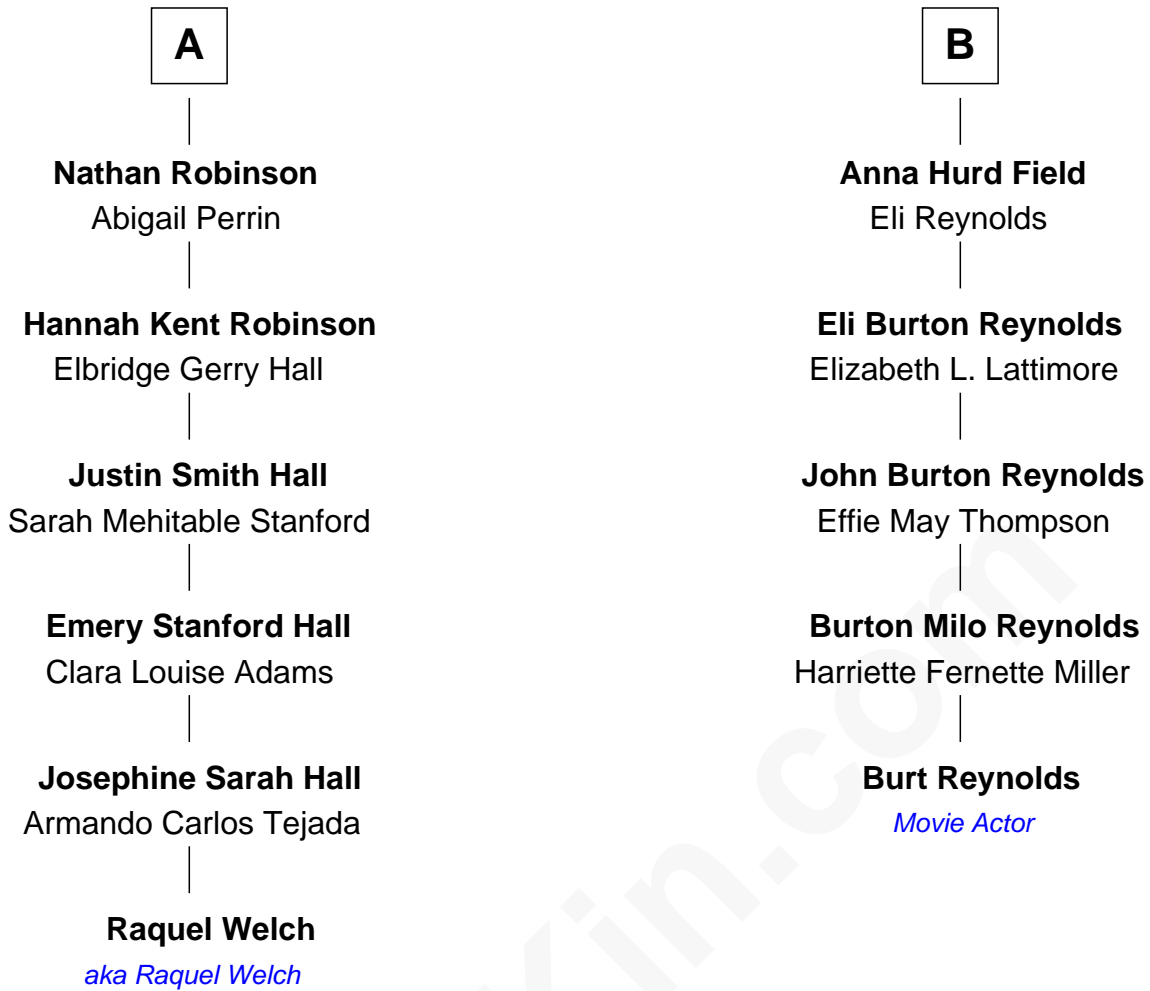 A
Nathan Robinson
Abigail Perrin
Hannah Kent Robinson
Elbridge Gerry Hall
Justin Smith Hall
Sarah Mehitable Stanford
Emery Stanford Hall
Clara Louise Adams
Josephine Sarah Hall
Armando Carlos Tejada
Raquel Welch
aka Raquel Welch
B
Anna Hurd Field
Eli Reynolds
Eli Burton Reynolds
Elizabeth L. Lattimore
John Burton Reynolds
Effie May Thompson
Burton Milo Reynolds
Harriette Fernette Miller
Burt Reynolds
Movie Actor
Kin.com